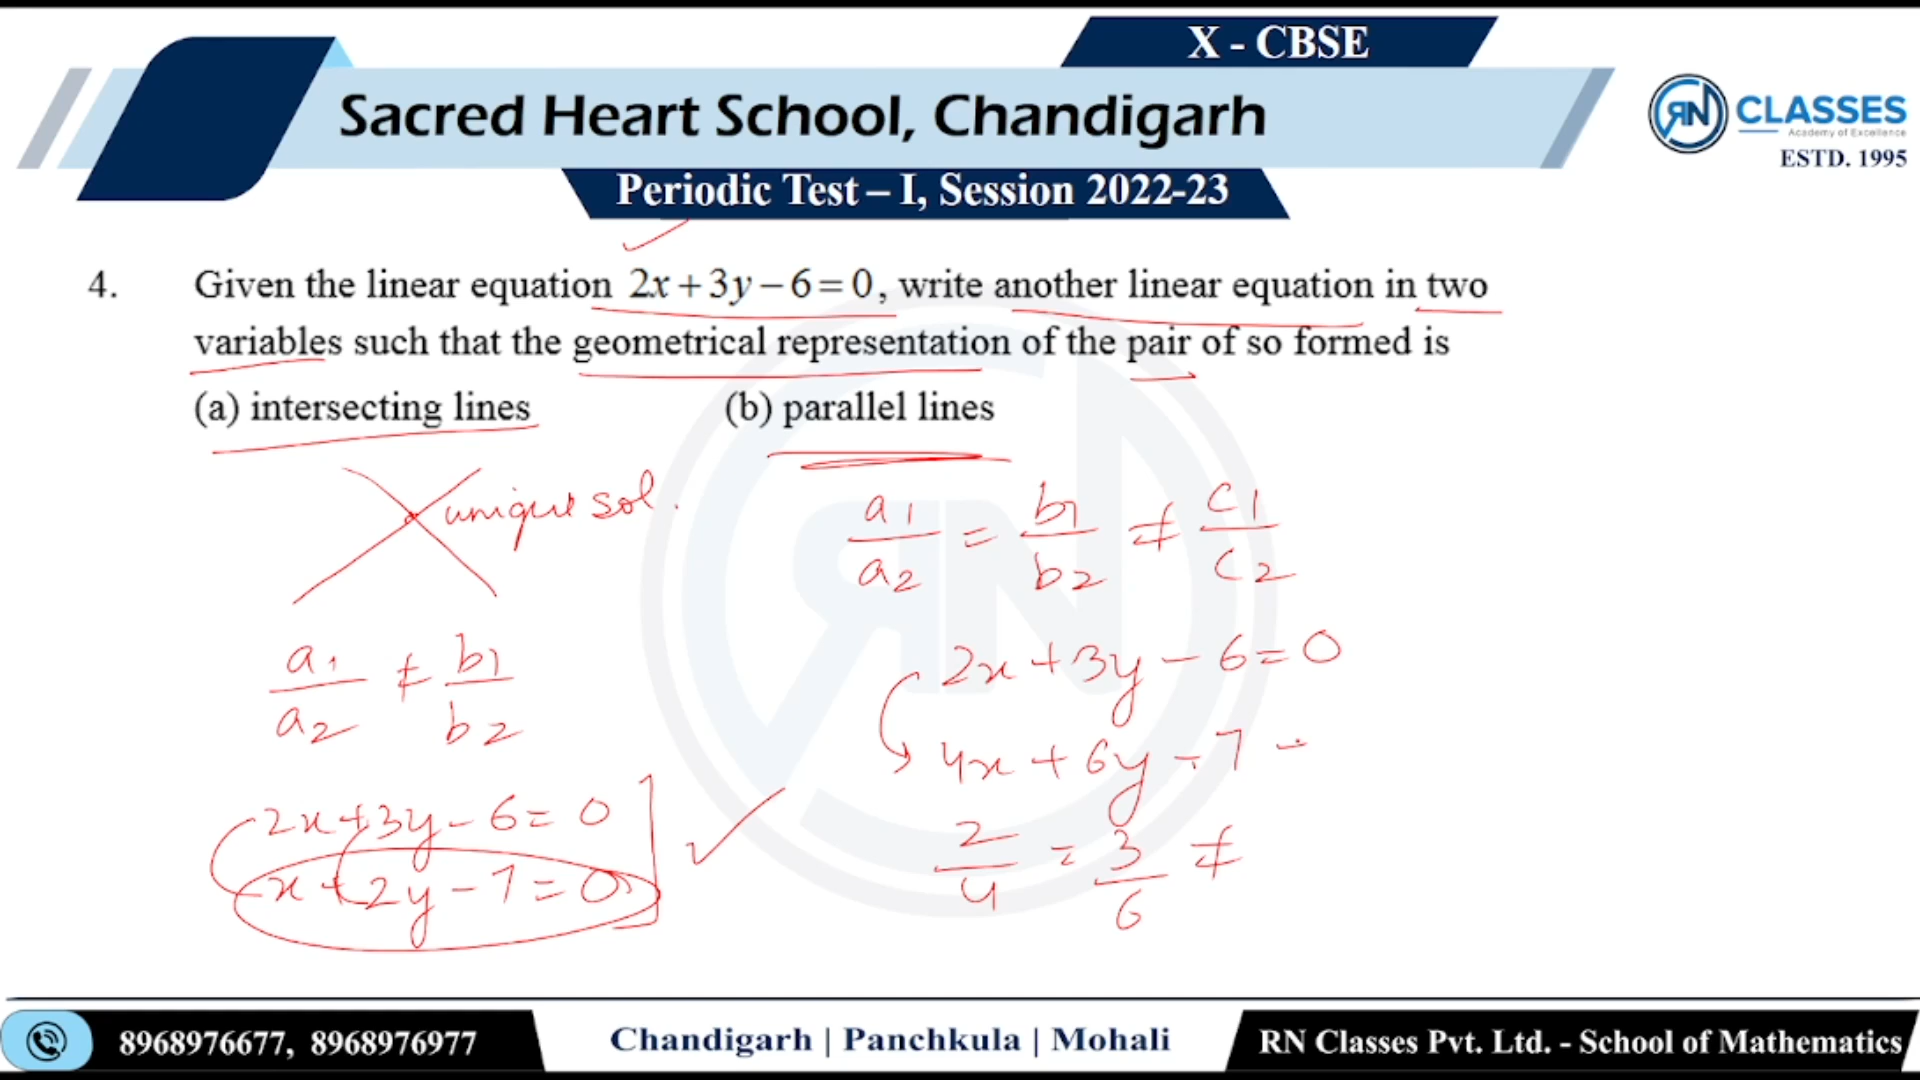 X - CBSE
Sacred Heart School, Chandigarh
RN CLASSES
Academy of Excellence
ESTD. 1995
Periodic Test – I, Session 2022-23
4. Given the linear equation 2x+3y−6=0, write another linear equation in two
variables such that the geometrical representation of the pair of so formed is
(a) intersecting lines (b) parallel lines
unique sol.
a1/a2 ≠ b1/b2
2x+3y-6=0
x+2y-7=0
a1/a2 = b1/b2 ≠ c1/c2
2x+3y-6=0
4x+6y-7 =
2/4 = 3/6 ≠
8968976677, 8968976977
Chandigarh | Panchkula | Mohali
RN Classes Pvt. Ltd. - School of Mathematics